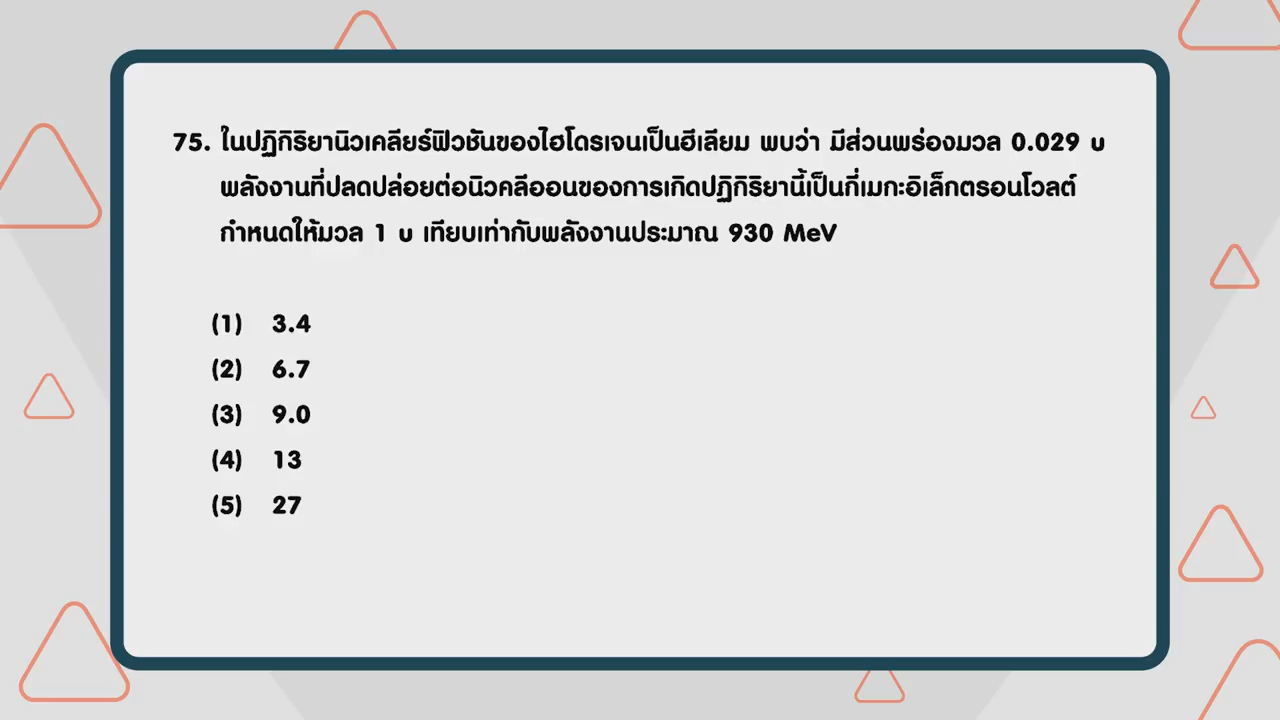 75. ในปฏิกิริยานิวเคลียร์ฟิวชันของไฮโดรเจนเป็นฮีเลียม พบว่า มีส่วนพร่องมวล 0.029 u
พลังงานที่ปลดปล่อยต่อนิวคลีออนของการเกิดปฏิกิริยานี้เป็นกี่เมกะอิเล็กตรอนโวลต์
กำหนดให้มวล 1 u เทียบเท่ากับพลังงานประมาณ 930 MeV
(1) 3.4
(2) 6.7
(3) 9.0
(4) 13
(5) 27